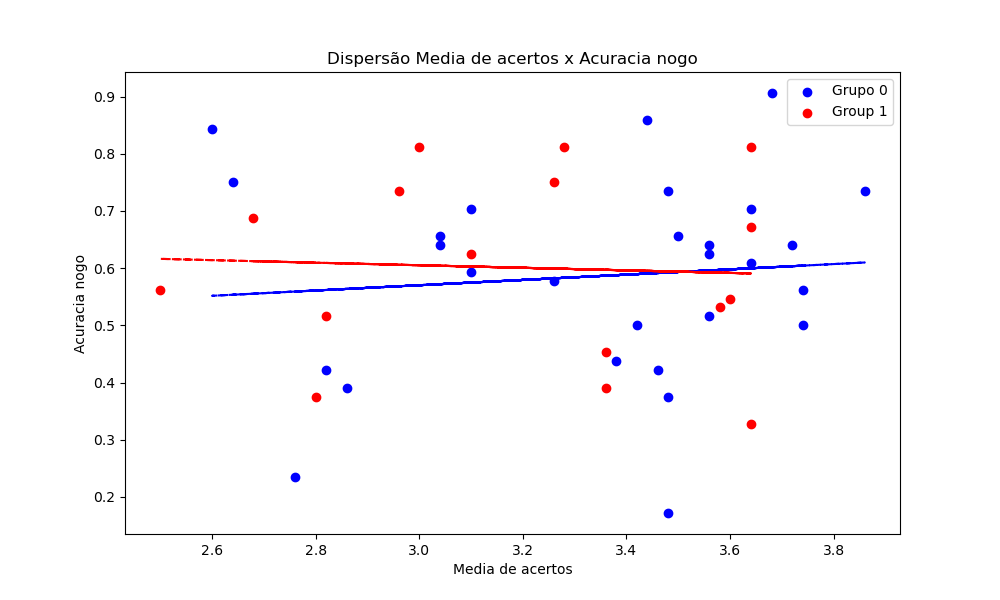 Dispersão Media de acertos x Acuracia nogo
Grupo 0
Group 1
0.9
0.8
0.7
0.6
0.5
0.4
0.3
0.2
Acuracia nogo
2.6 2.8 3.0 3.2 3.4 3.6 3.8
Media de acertos